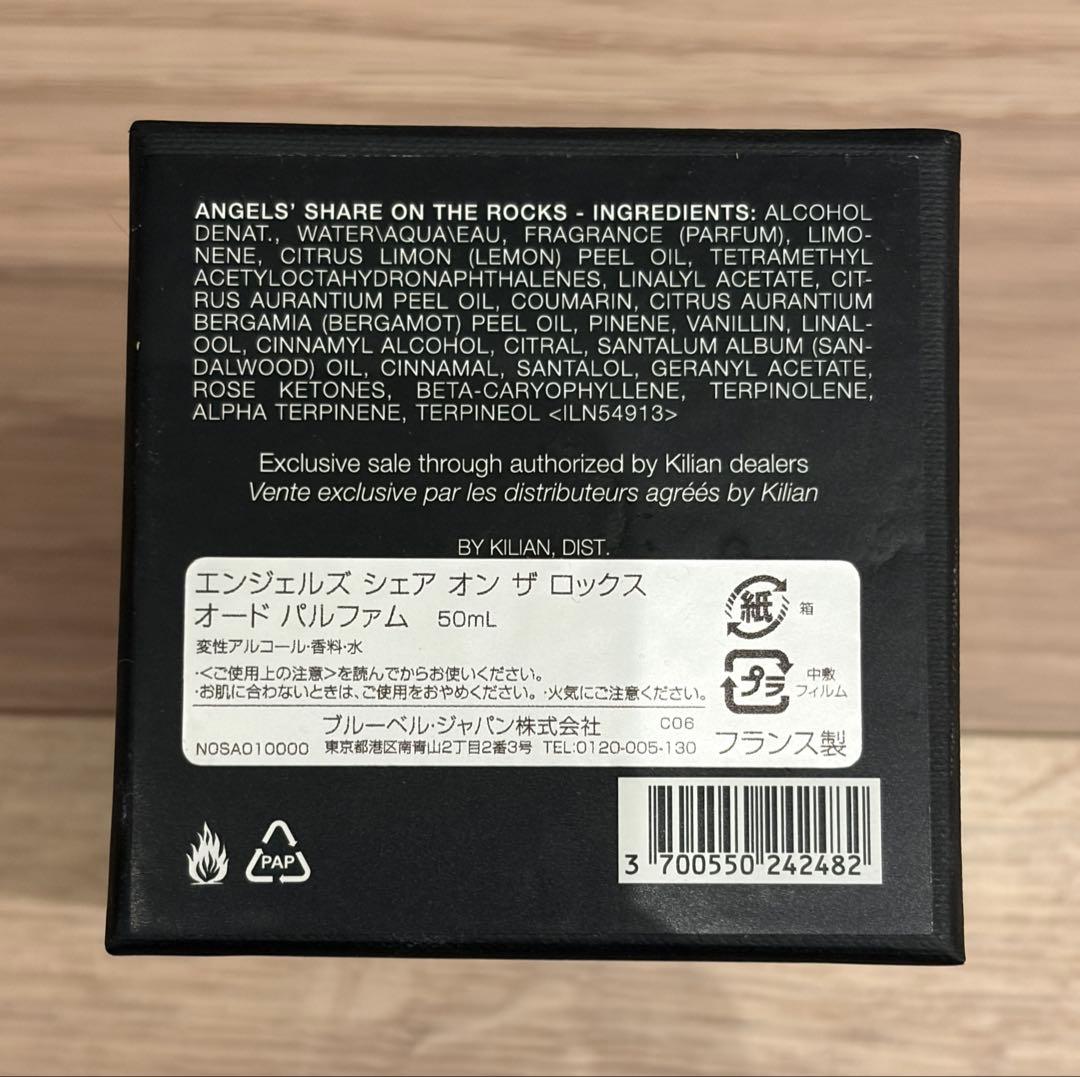 ANGELS' SHARE ON THE ROCKS - INGREDIENTS: ALCOHOL
DENAT., WATER\AQUA\EAU, FRAGRANCE (PARFUM), LIMO-
NENE, CITRUS LIMON (LEMON) PEEL OIL, TETRAMETHYL
ACETYLOCTAHYDRONAPHTHALENES, LINALYL ACETATE, CIT-
RUS AURANTIUM PEEL OIL, COUMARIN, CITRUS AURANTIUM
BERGAMIA (BERGAMOT) PEEL OIL, PINENE, VANILLIN, LINAL-
OOL, CINNAMYL ALCOHOL, CITRAL, SANTALUM ALBUM (SAN-
DALWOOD) OIL, CINNAMAL, SANTALOL, GERANYL ACETATE,
ROSE KETONES, BETA-CARYOPHYLLENE, TERPINOLENE,
ALPHA TERPINENE, TERPINEOL <ILN54913>
Exclusive sale through authorized by Kilian dealers
Vente exclusive par les distributeurs agréés by Kilian
BY KILIAN, DIST.
エンジェルズ シェア オン ザ ロックス
オード パルファム 50mL
変性アルコール・香料・水
・<ご使用上の注意>を読んでからお使いください。
・お肌に合わないときは、ご使用をおやめください。・火気にご注意ください。
ブルーベル・ジャパン株式会社 C06
N0SA010000 東京都港区南青山2丁目2番3号 TEL:0120-005-130
紙 箱
プラ 中敷
フィルム
フランス製
PAP
3 700550 242482